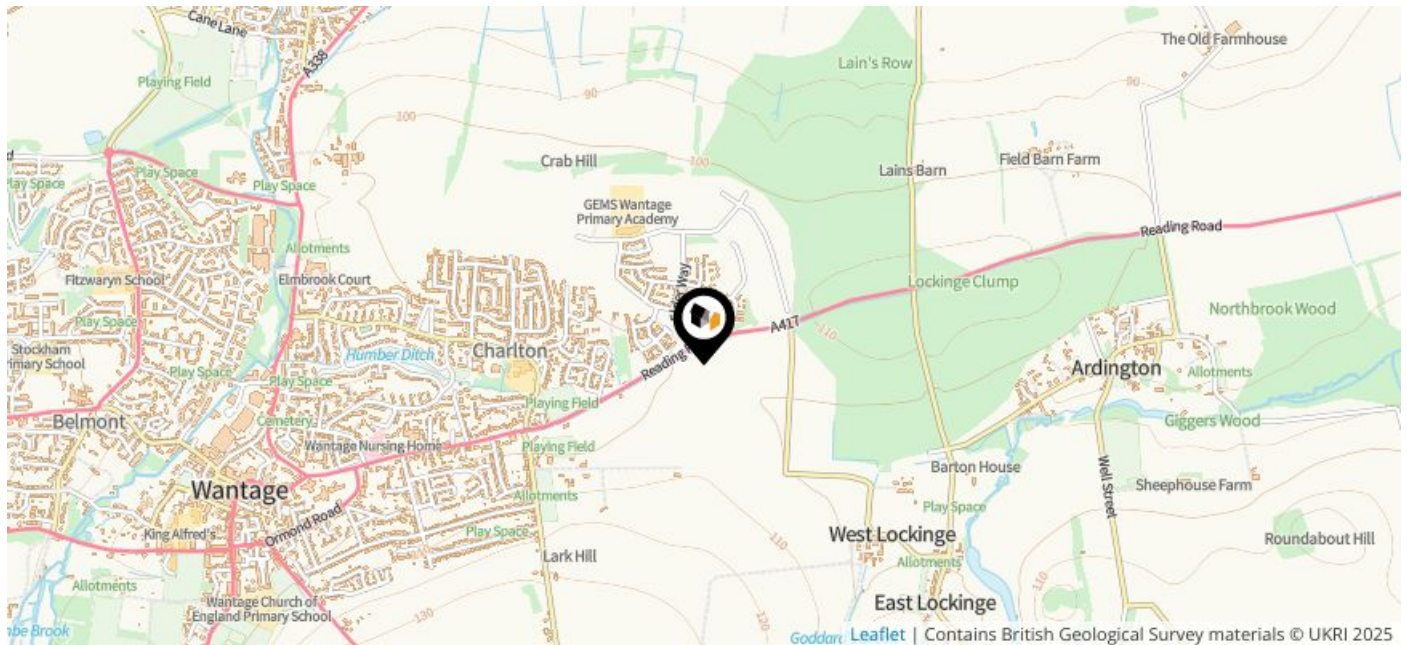 Cane Lane
A338
Playing Field
Lain's Row
The Old Farmhouse
90
90
100
Crab Hill
100
Lains Barn
Field Barn Farm
Play Space
Play Space
Play Space
GEMS Wantage
Primary Academy
Reading Road
Allotments
Fitzwaryn School
Elmbrook Court
Way
Lockinge Clump
Northbrook Wood
Play Space
A417
110
Stockham
Primary School
Humber Ditch
Charlton
Reading
Ardington
Allotments
Play Space
Play Space
Belmont
Cemetery
Playing Field
Giggers Wood
Wantage Nursing Home
Playing Field
Barton House
Well Street
Sheephouse Farm
Wantage
Allotments
Play Space
King Alfred's
Ormond Road
Play Space
West Lockinge
110
Roundabout Hill
Lark Hill
Allotments
Allotments
110
Wantage Church of
England Primary School
130
120
East Lockinge
Brook
Goddard
Leaflet | Contains British Geological Survey materials © UKRI 2025